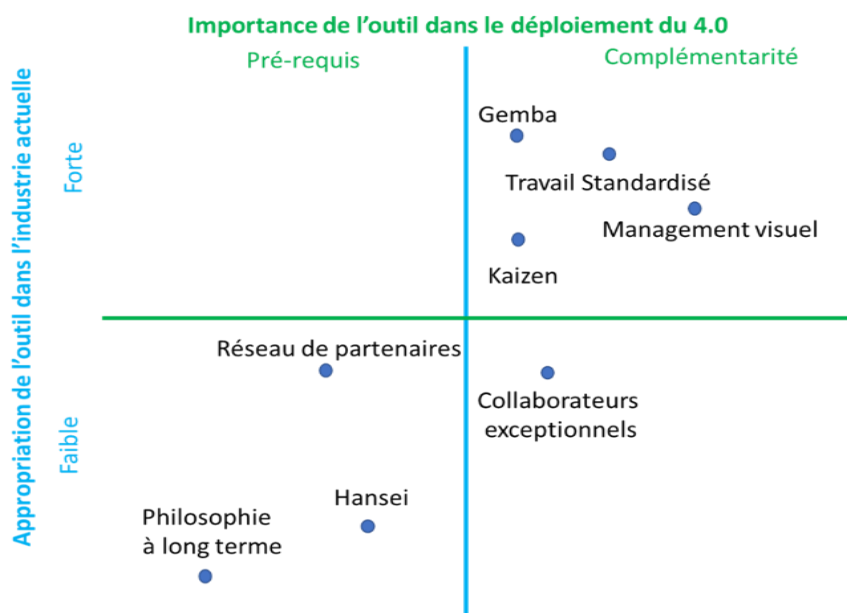 Importance de l'outil dans le déploiement du 4.0
Pré-requis
Complémentarité
Appropriation de l'outil dans l'industrie actuelle
Forte
Faible
Gemba
Travail Standardisé
Management visuel
Kaizen
Réseau de partenaires
Collaborateurs
exceptionnels
Hansei
Philosophie
à long terme